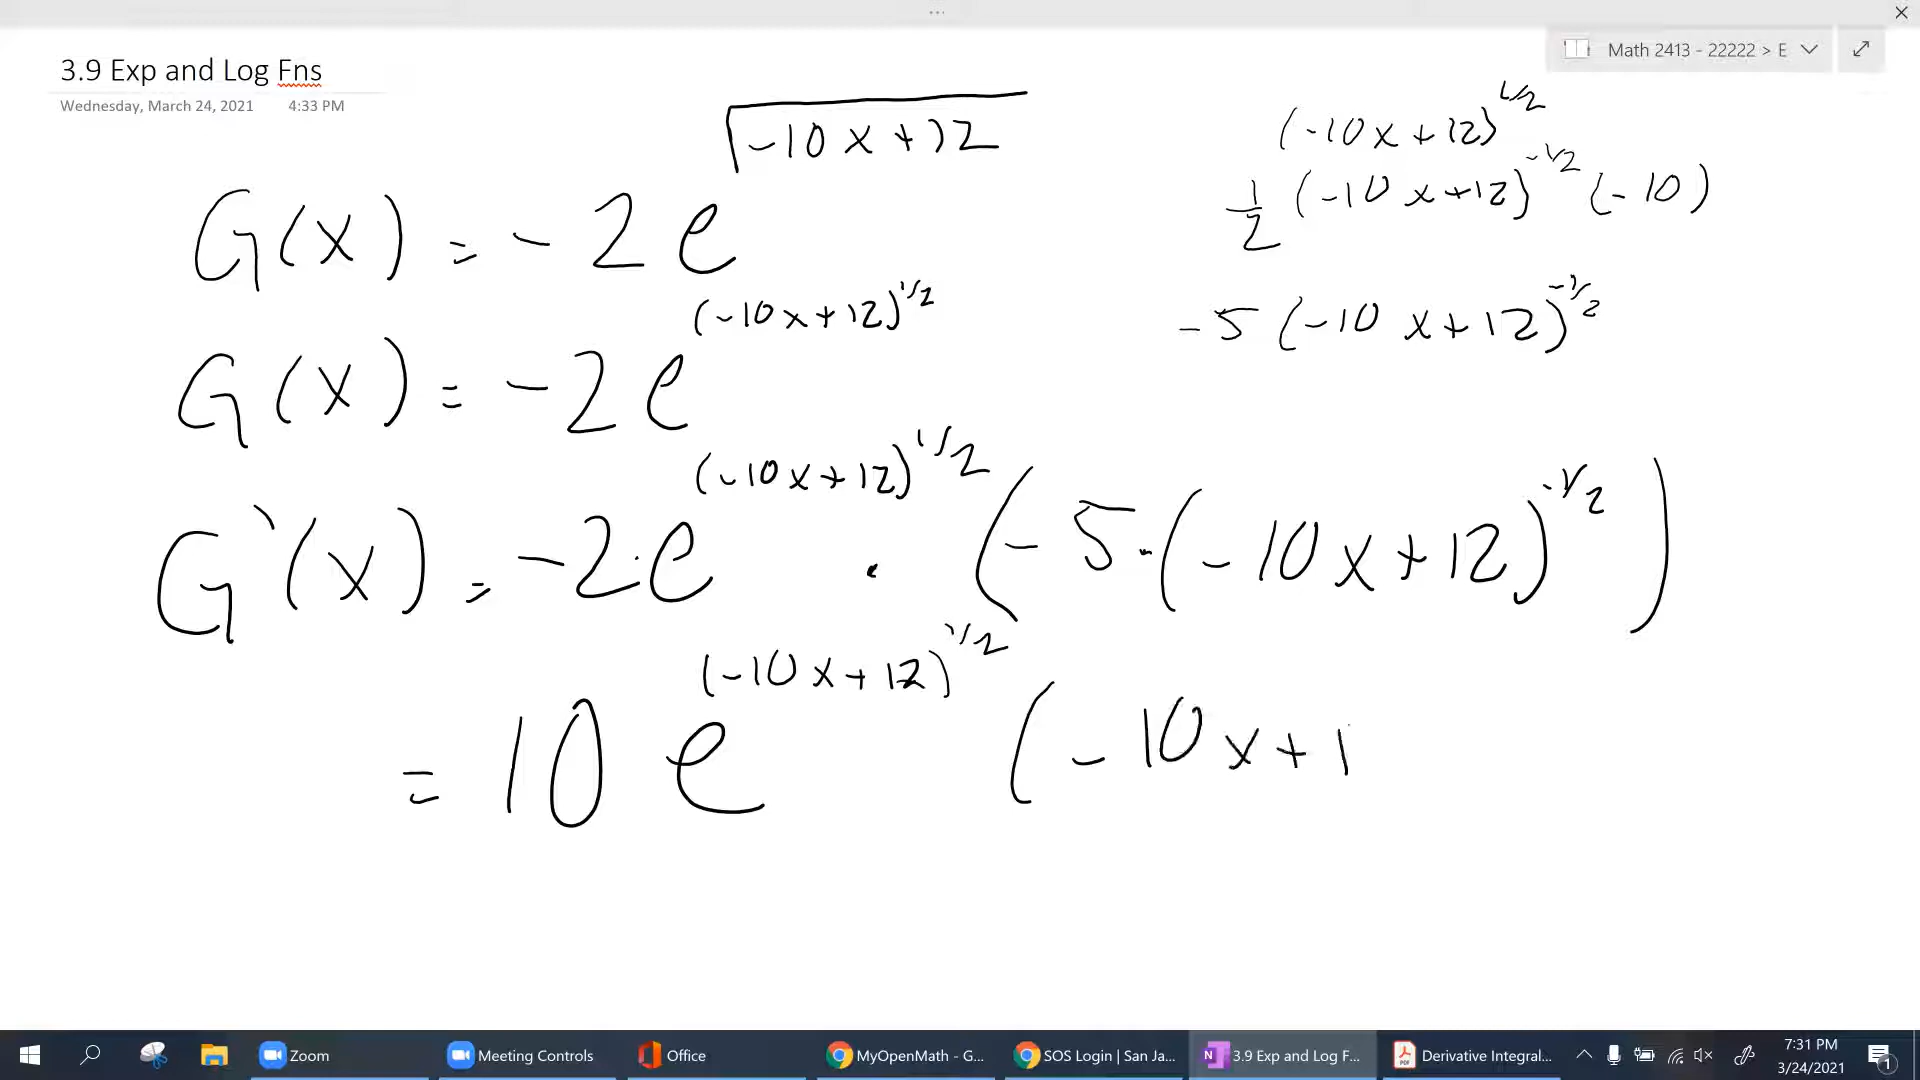 3.9 Exp and Log Fns
Math 2413 - 22222 > E
Wednesday, March 24, 2021 4:33 PM
G(x) = -2e^√(-10x+12)
(-10x+12)^1/2
1/2 (-10x+12)^-1/2 (-10)
-5(-10x+12)^-1/2
G(x) = -2e^(-10x+12)^1/2
G'(x) = -2·e^(-10x+12)^1/2 · (-5·(-10x+12)^-1/2)
= 10 e^(-10x+12)^1/2 (-10x+1
Zoom
Meeting Controls
Office
MyOpenMath - G...
SOS Login | San Ja...
3.9 Exp and Log F...
Derivative Integral...
7:31 PM
3/24/2021
1